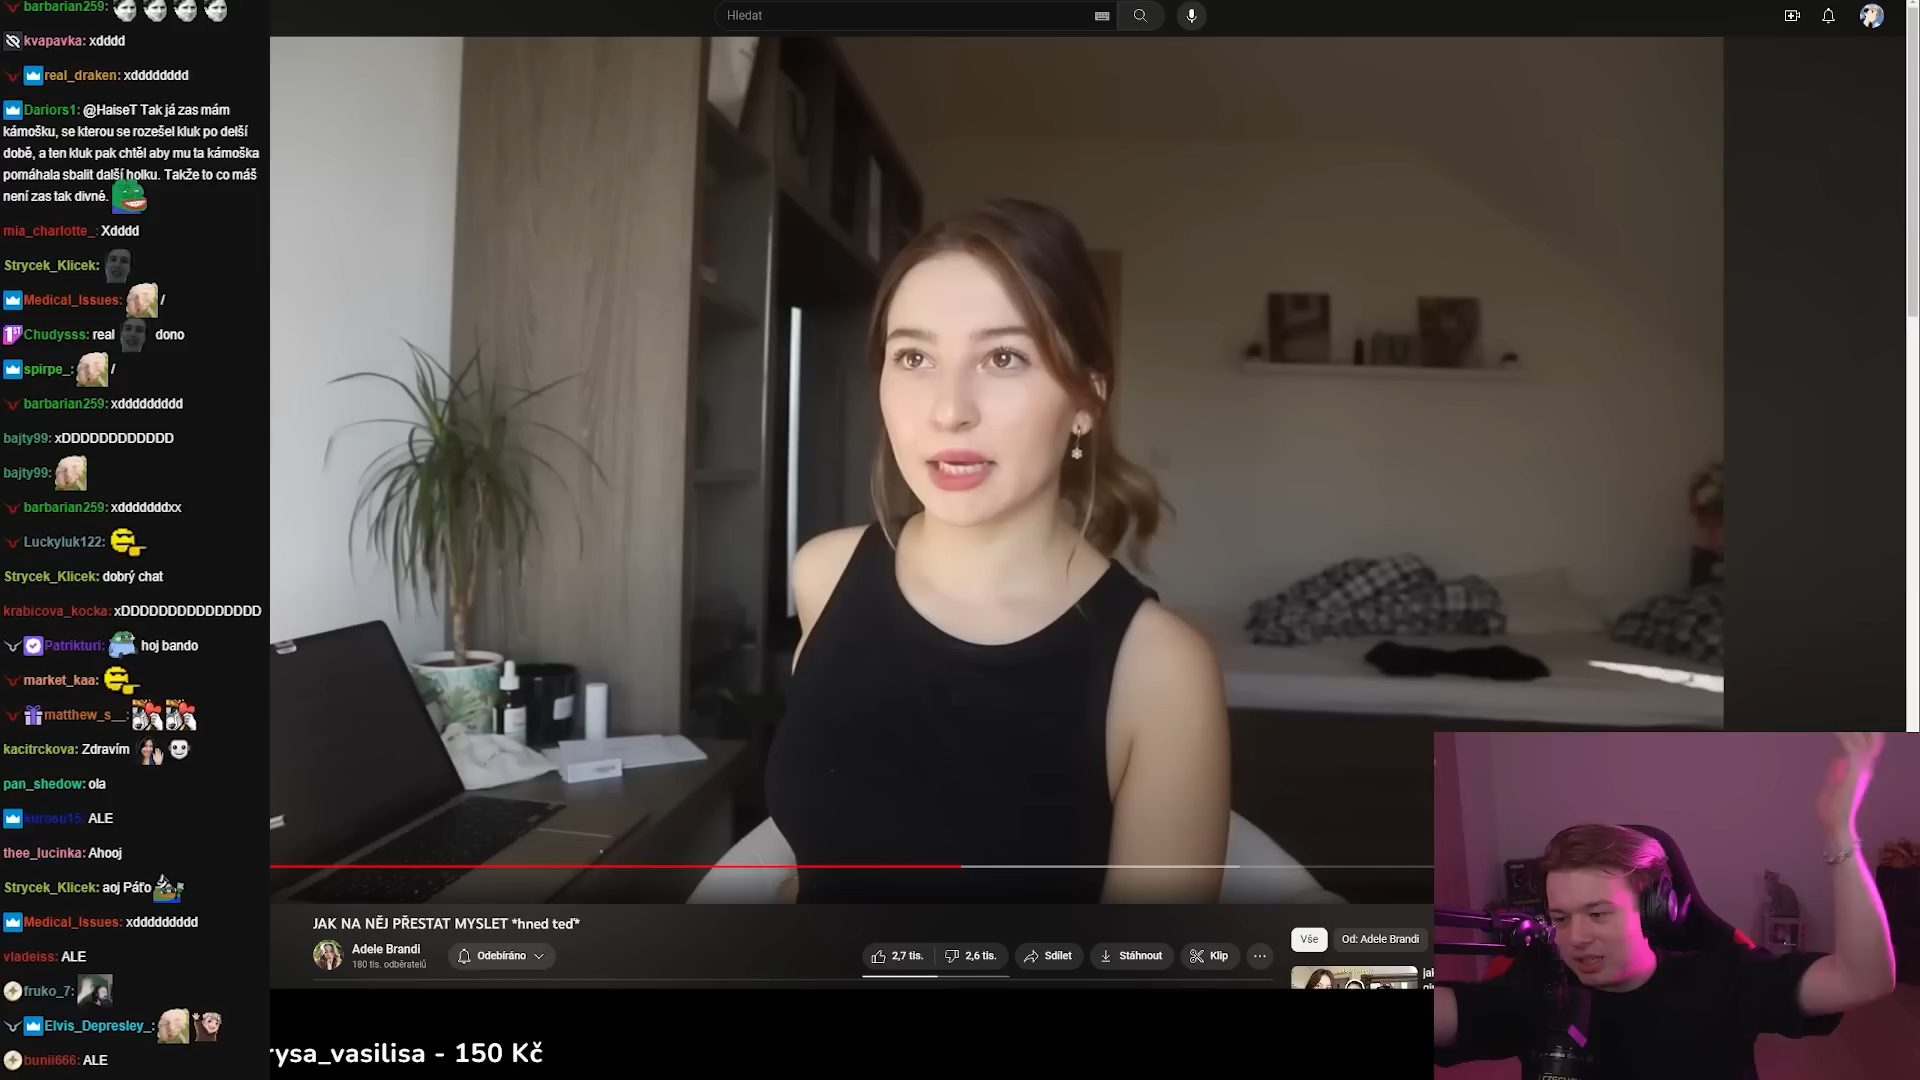 barbarian259:
kvapavka: xdddd
real_draken: xdddddddd
Dariors1: @HaiseT Tak já zas mám
kámošku, se kterou se rozešel kluk po delší
době, a ten kluk pak chtěl aby mu ta kámoška
pomáhala sbalit další holku. Takže to co máš
není zas tak divné.
mia_charlotte_: Xdddd
Strycek_Klicek:
Medical_Issues: /
1ST Chudysss: real dono
spirpe_: /
barbarian259: xddddddddd
bajty99: xDDDDDDDDDDDD
bajty99:
barbarian259: xdddddddxx
Luckyluk122:
Strycek_Klicek: dobrý chat
krabicova_kocka: xDDDDDDDDDDDDDDD
Patrikturi: hoj bando
market_kaa:
matthew_s__:
kacitrckova: Zdravím
pan_shedow: ola
kurosu15: ALE
thee_lucinka: Ahooj
Strycek_Klicek: aoj Páťo
Medical_Issues: xddddddddd
vladeiss: ALE
fruko_7:
Elvis_Depresley_:
bunii666: ALE
Hledat
JAK NA NĚJ PŘESTAT MYSLET *hned teď*
Adele Brandi
180 tis. odběratelů
Odebíráno
2,7 tis.
2,6 tis.
Sdílet
Stáhnout
Klip
Vše
Od: Adele Brandi
rysa_vasilisa - 150 Kč